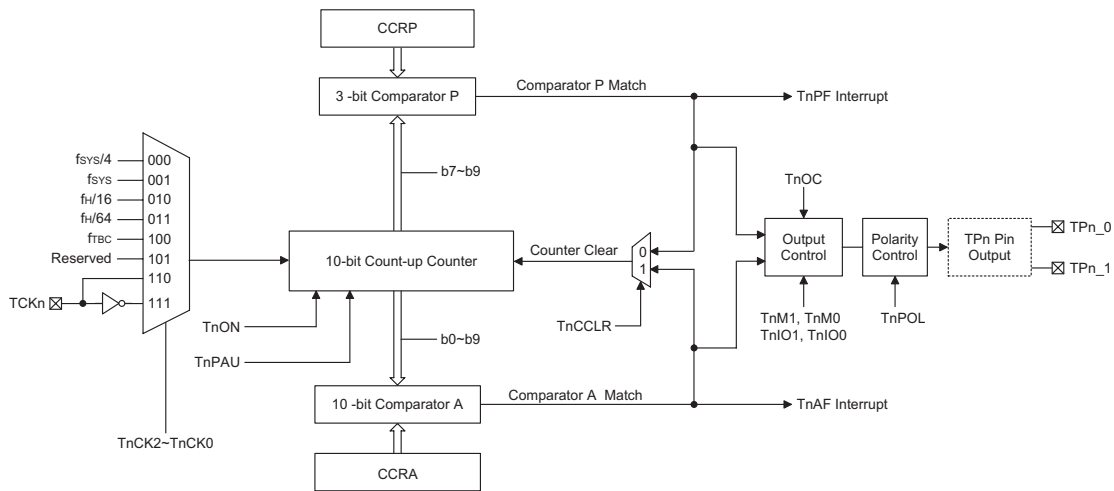 CCRP
3 -bit Comparator P
Comparator P Match
TnPF Interrupt
fSYS/4
000
fSYS
001
fH/16
010
fH/64
011
fTBC
100
Reserved
101
110
TCKn
111
b7~b9
TnOC
10-bit Count-up Counter
Counter Clear
0
1
Output
Control
Polarity
Control
TPn Pin
Output
TPn_0
TPn_1
TnON
TnPAU
b0~b9
TnCCLR
TnM1, TnM0
TnIO1, TnIO0
TnPOL
10 -bit Comparator A
Comparator A Match
TnAF Interrupt
TnCK2~TnCK0
CCRA